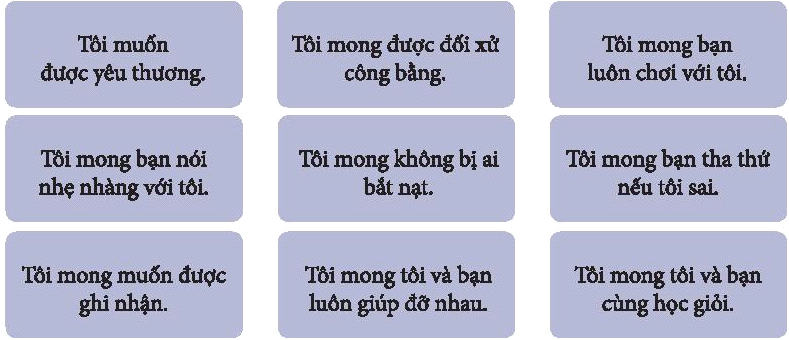 Tôi muốn
được yêu thương.
Tôi mong được đối xử
công bằng.
Tôi mong bạn
luôn chơi với tôi.
Tôi mong bạn nói
nhẹ nhàng với tôi.
Tôi mong không bị ai
bắt nạt.
Tôi mong bạn tha thứ
nếu tôi sai.
Tôi mong muốn được
ghi nhận.
Tôi mong tôi và bạn
luôn giúp đỡ nhau.
Tôi mong tôi và bạn
cùng học giỏi.